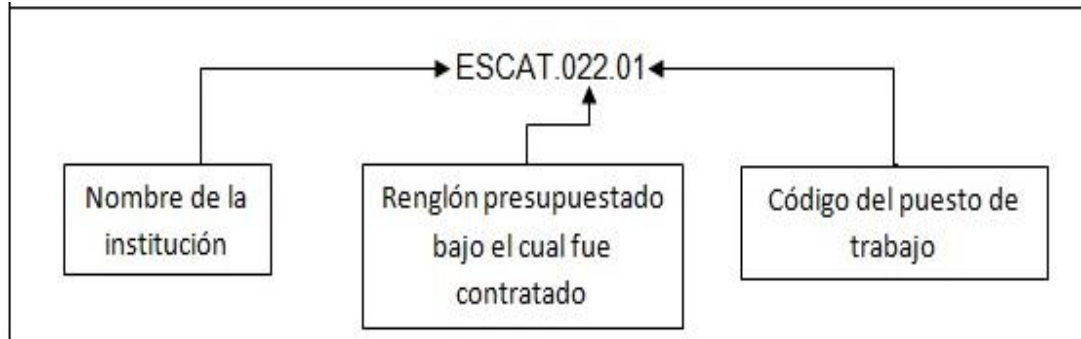 ESCAT.022.01
Nombre de la
institución
Renglón presupuestado
bajo el cual fue
contratado
Código del puesto de
trabajo